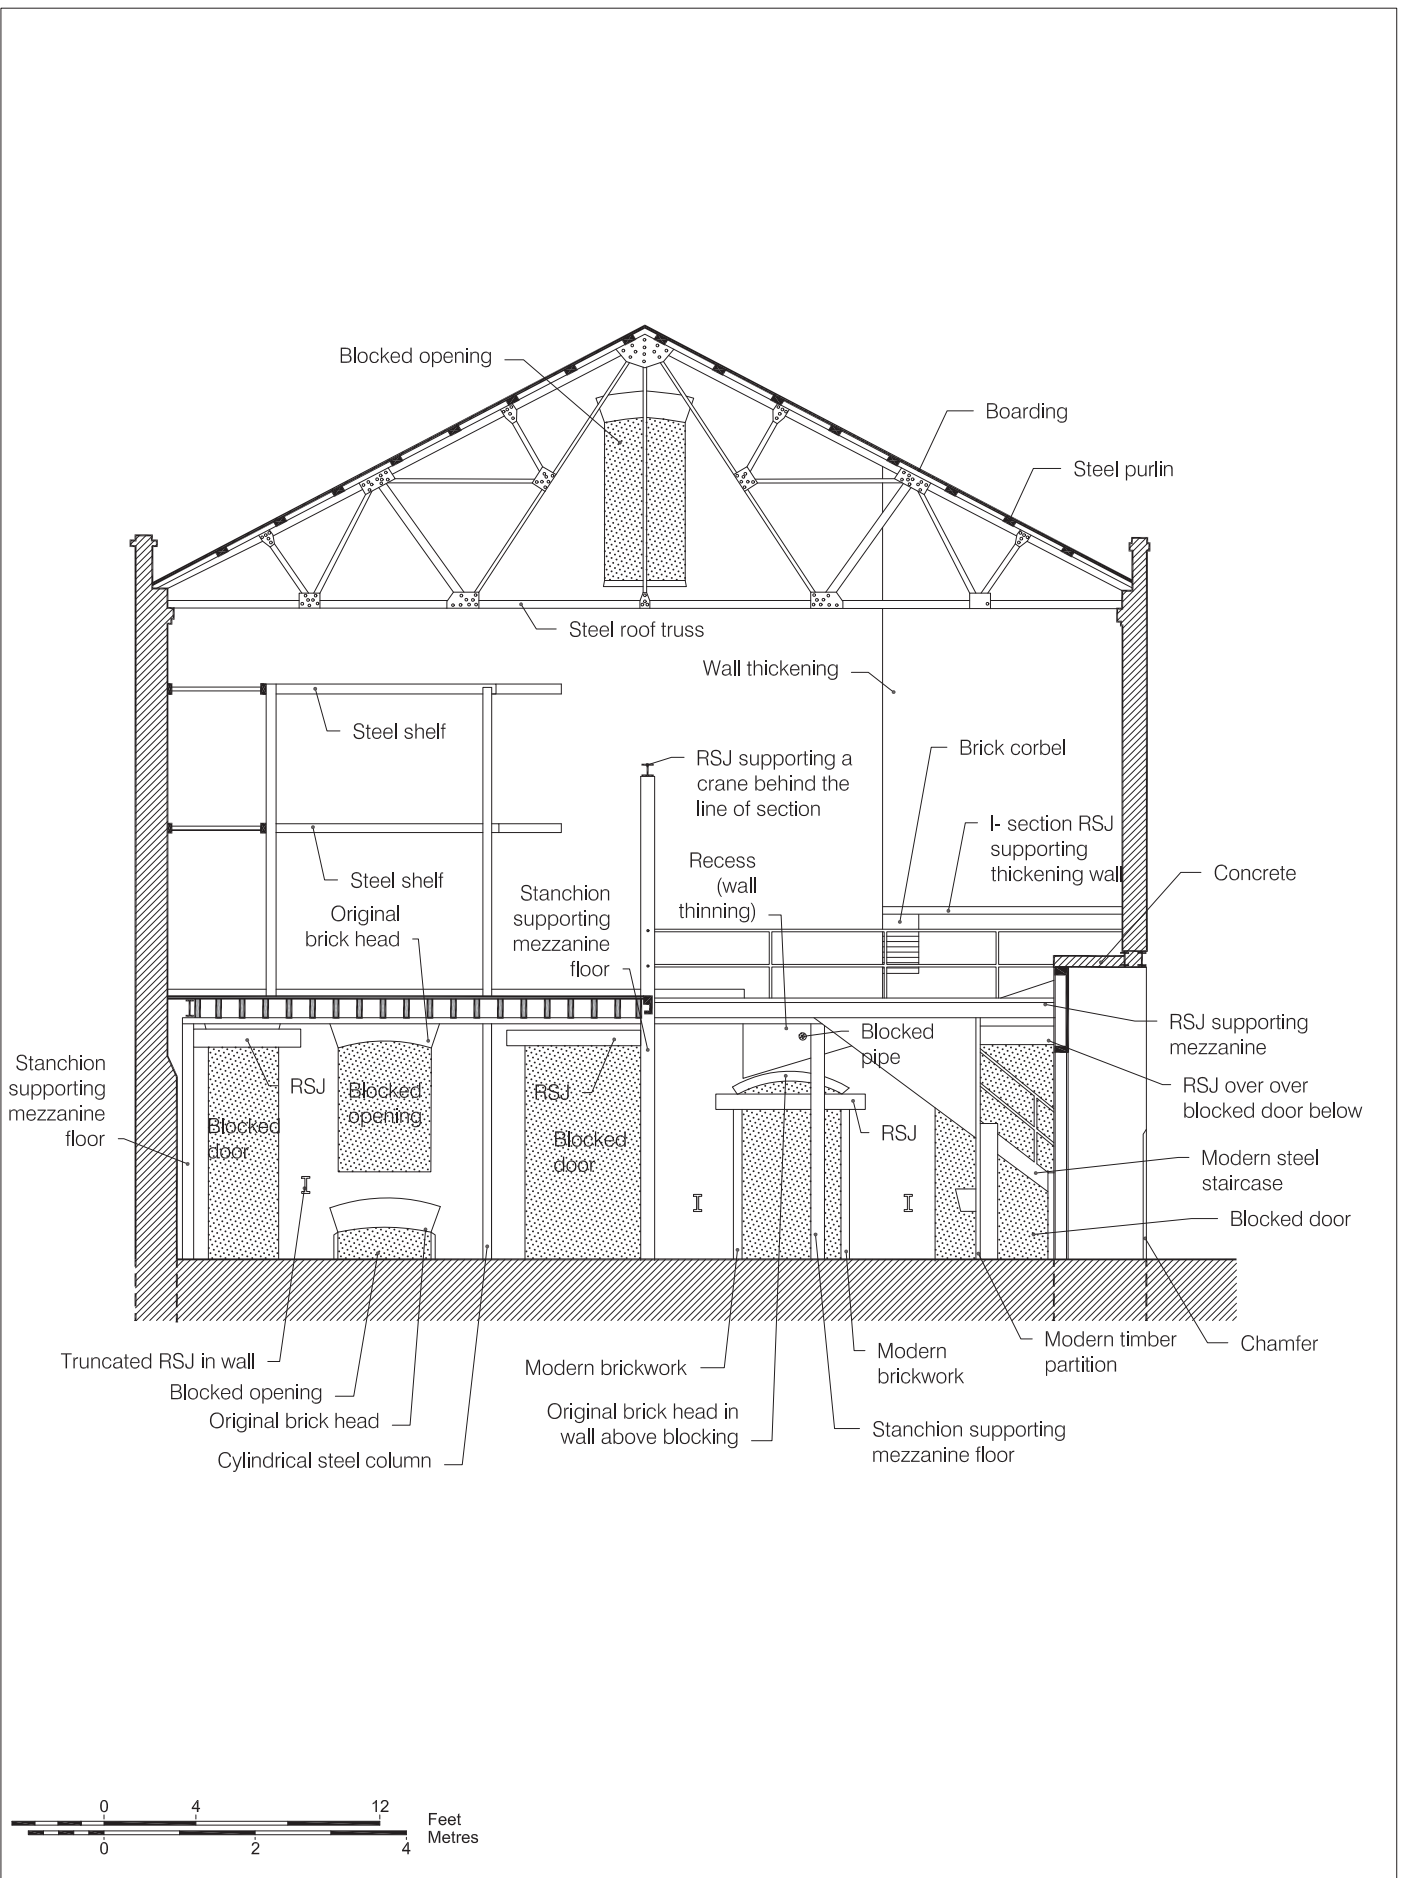 Blocked opening
Boarding
Steel purlin
Steel roof truss
Wall thickening
Steel shelf
RSJ supporting a
crane behind the
line of section
Brick corbel
I- section RSJ
supporting
thickening wall
Concrete
Recess
(wall
thinning)
Steel shelf
Stanchion
supporting
mezzanine
floor
Original
brick head
RSJ supporting
mezzanine
Blocked
pipe
Stanchion
supporting
mezzanine
floor
RSJ
Blocked
opening
RSJ
RSJ over over
blocked door below
Blocked
door
Blocked
door
RSJ
Modern steel
staircase
Blocked door
Truncated RSJ in wall
Blocked opening
Original brick head
Cylindrical steel column
Modern brickwork
Original brick head in
wall above blocking
Modern
brickwork
Stanchion supporting
mezzanine floor
Modern timber
partition
Chamfer
0 4 12 Feet
0 2 4 Metres